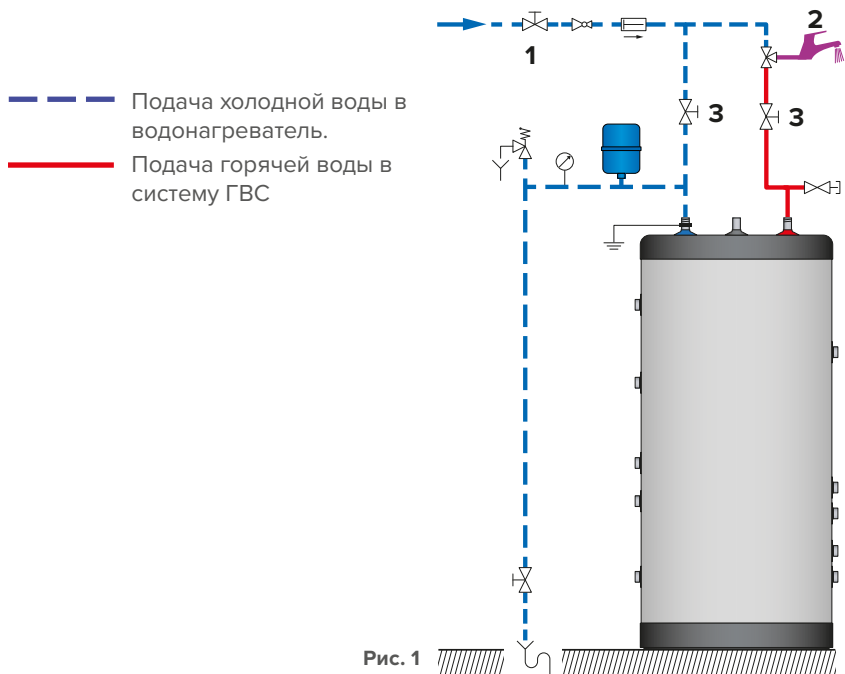 1
2
Подача холодной воды в
водонагреватель.
Подача горячей воды в
систему ГВС
3
3
Рис. 1